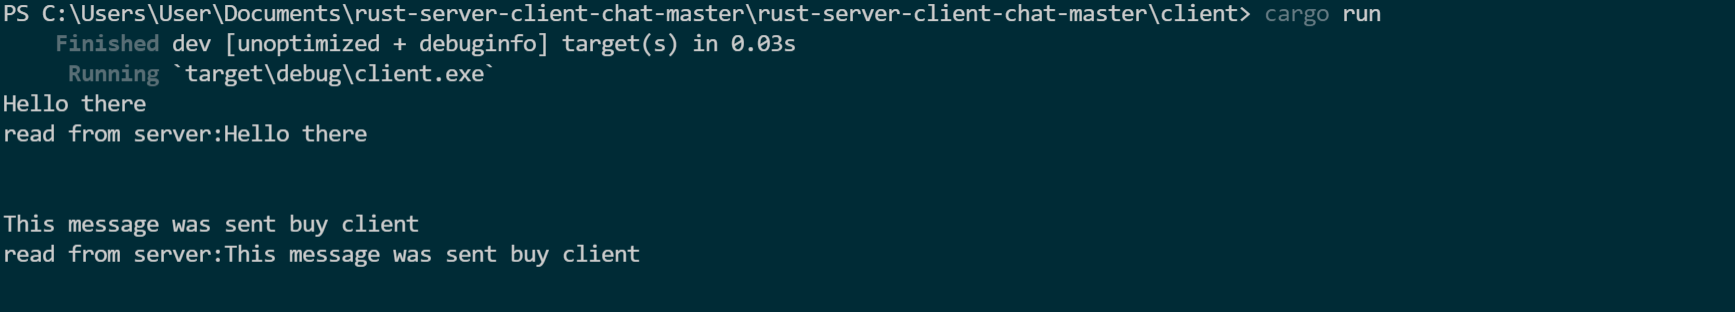 PS C:\Users\User\Documents\rust-server-client-chat-master\rust-server-client-chat-master\client> cargo run
Finished dev [unoptimized + debuginfo] target(s) in 0.03s
Running `target\debug\client.exe`
Hello there
read from server:Hello there
This message was sent buy client
read from server:This message was sent buy client